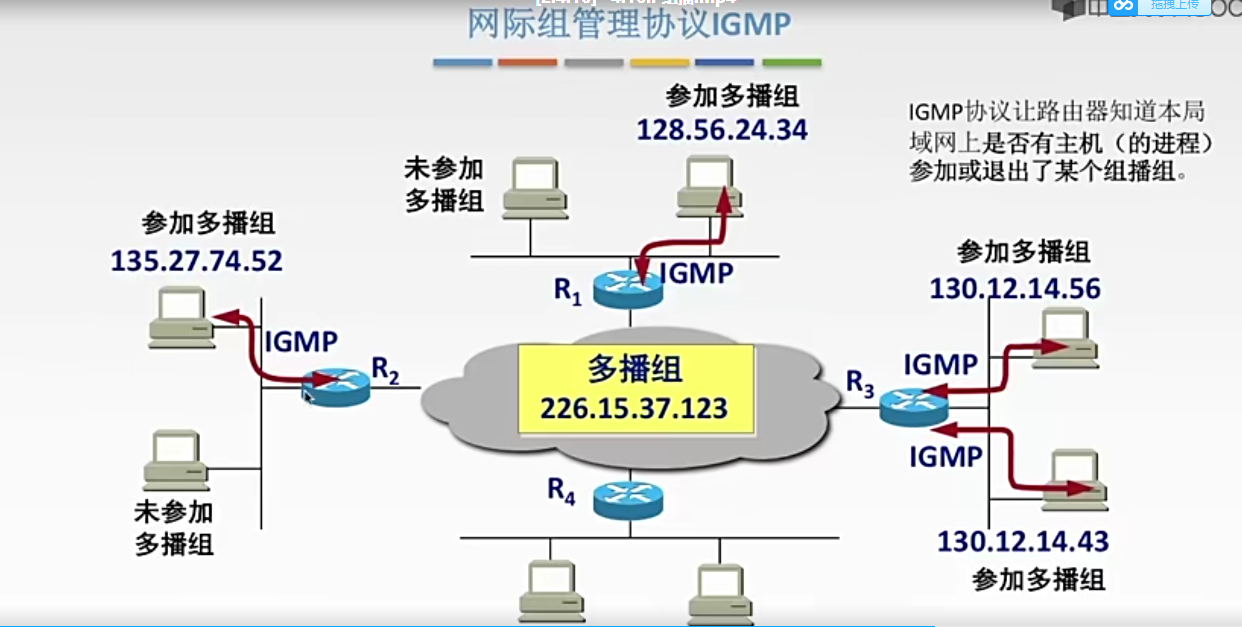 网际组管理协议IGMP
拖拽上传
参加多播组
128.56.24.34
IGMP协议让路由器知道本局
域网上是否有主机（的进程）
参加或退出了某个组播组。
未参加
多播组
参加多播组
135.27.74.52
参加多播组
130.12.14.56
IGMP
R1
IGMP
R2
多播组
226.15.37.123
R3
IGMP
IGMP
R4
未参加
多播组
130.12.14.43
参加多播组